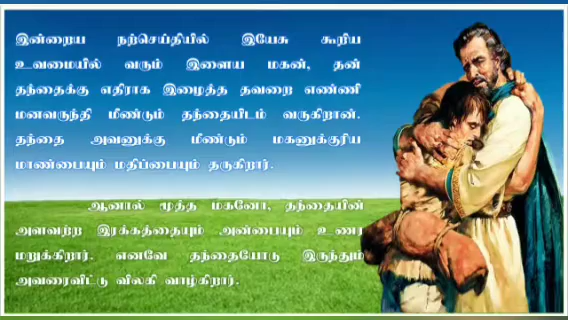 இன்றைய நற்செய்தியில் இயேசு கூறிய
உவமையில் வரும் இளைய மகன், தன்
தந்தைக்கு எதிராக இழைத்த தவறை எண்ணி
மனவருந்தி மீண்டும் தந்தையிடம் வருகிறான்.
தந்தை அவனுக்கு மீண்டும் மகனுக்குரிய
மாண்பையும் மதிப்பையும் தருகிறார்.
ஆனால் மூத்த மகனோ, தந்தையின்
அளவற்ற இரக்கத்தையும் அன்பையும் உணர
மறுக்கிறார். எனவே தந்தையோடு இருந்தும்
அவரைவிட்டு விலகி வாழ்கிறார்.